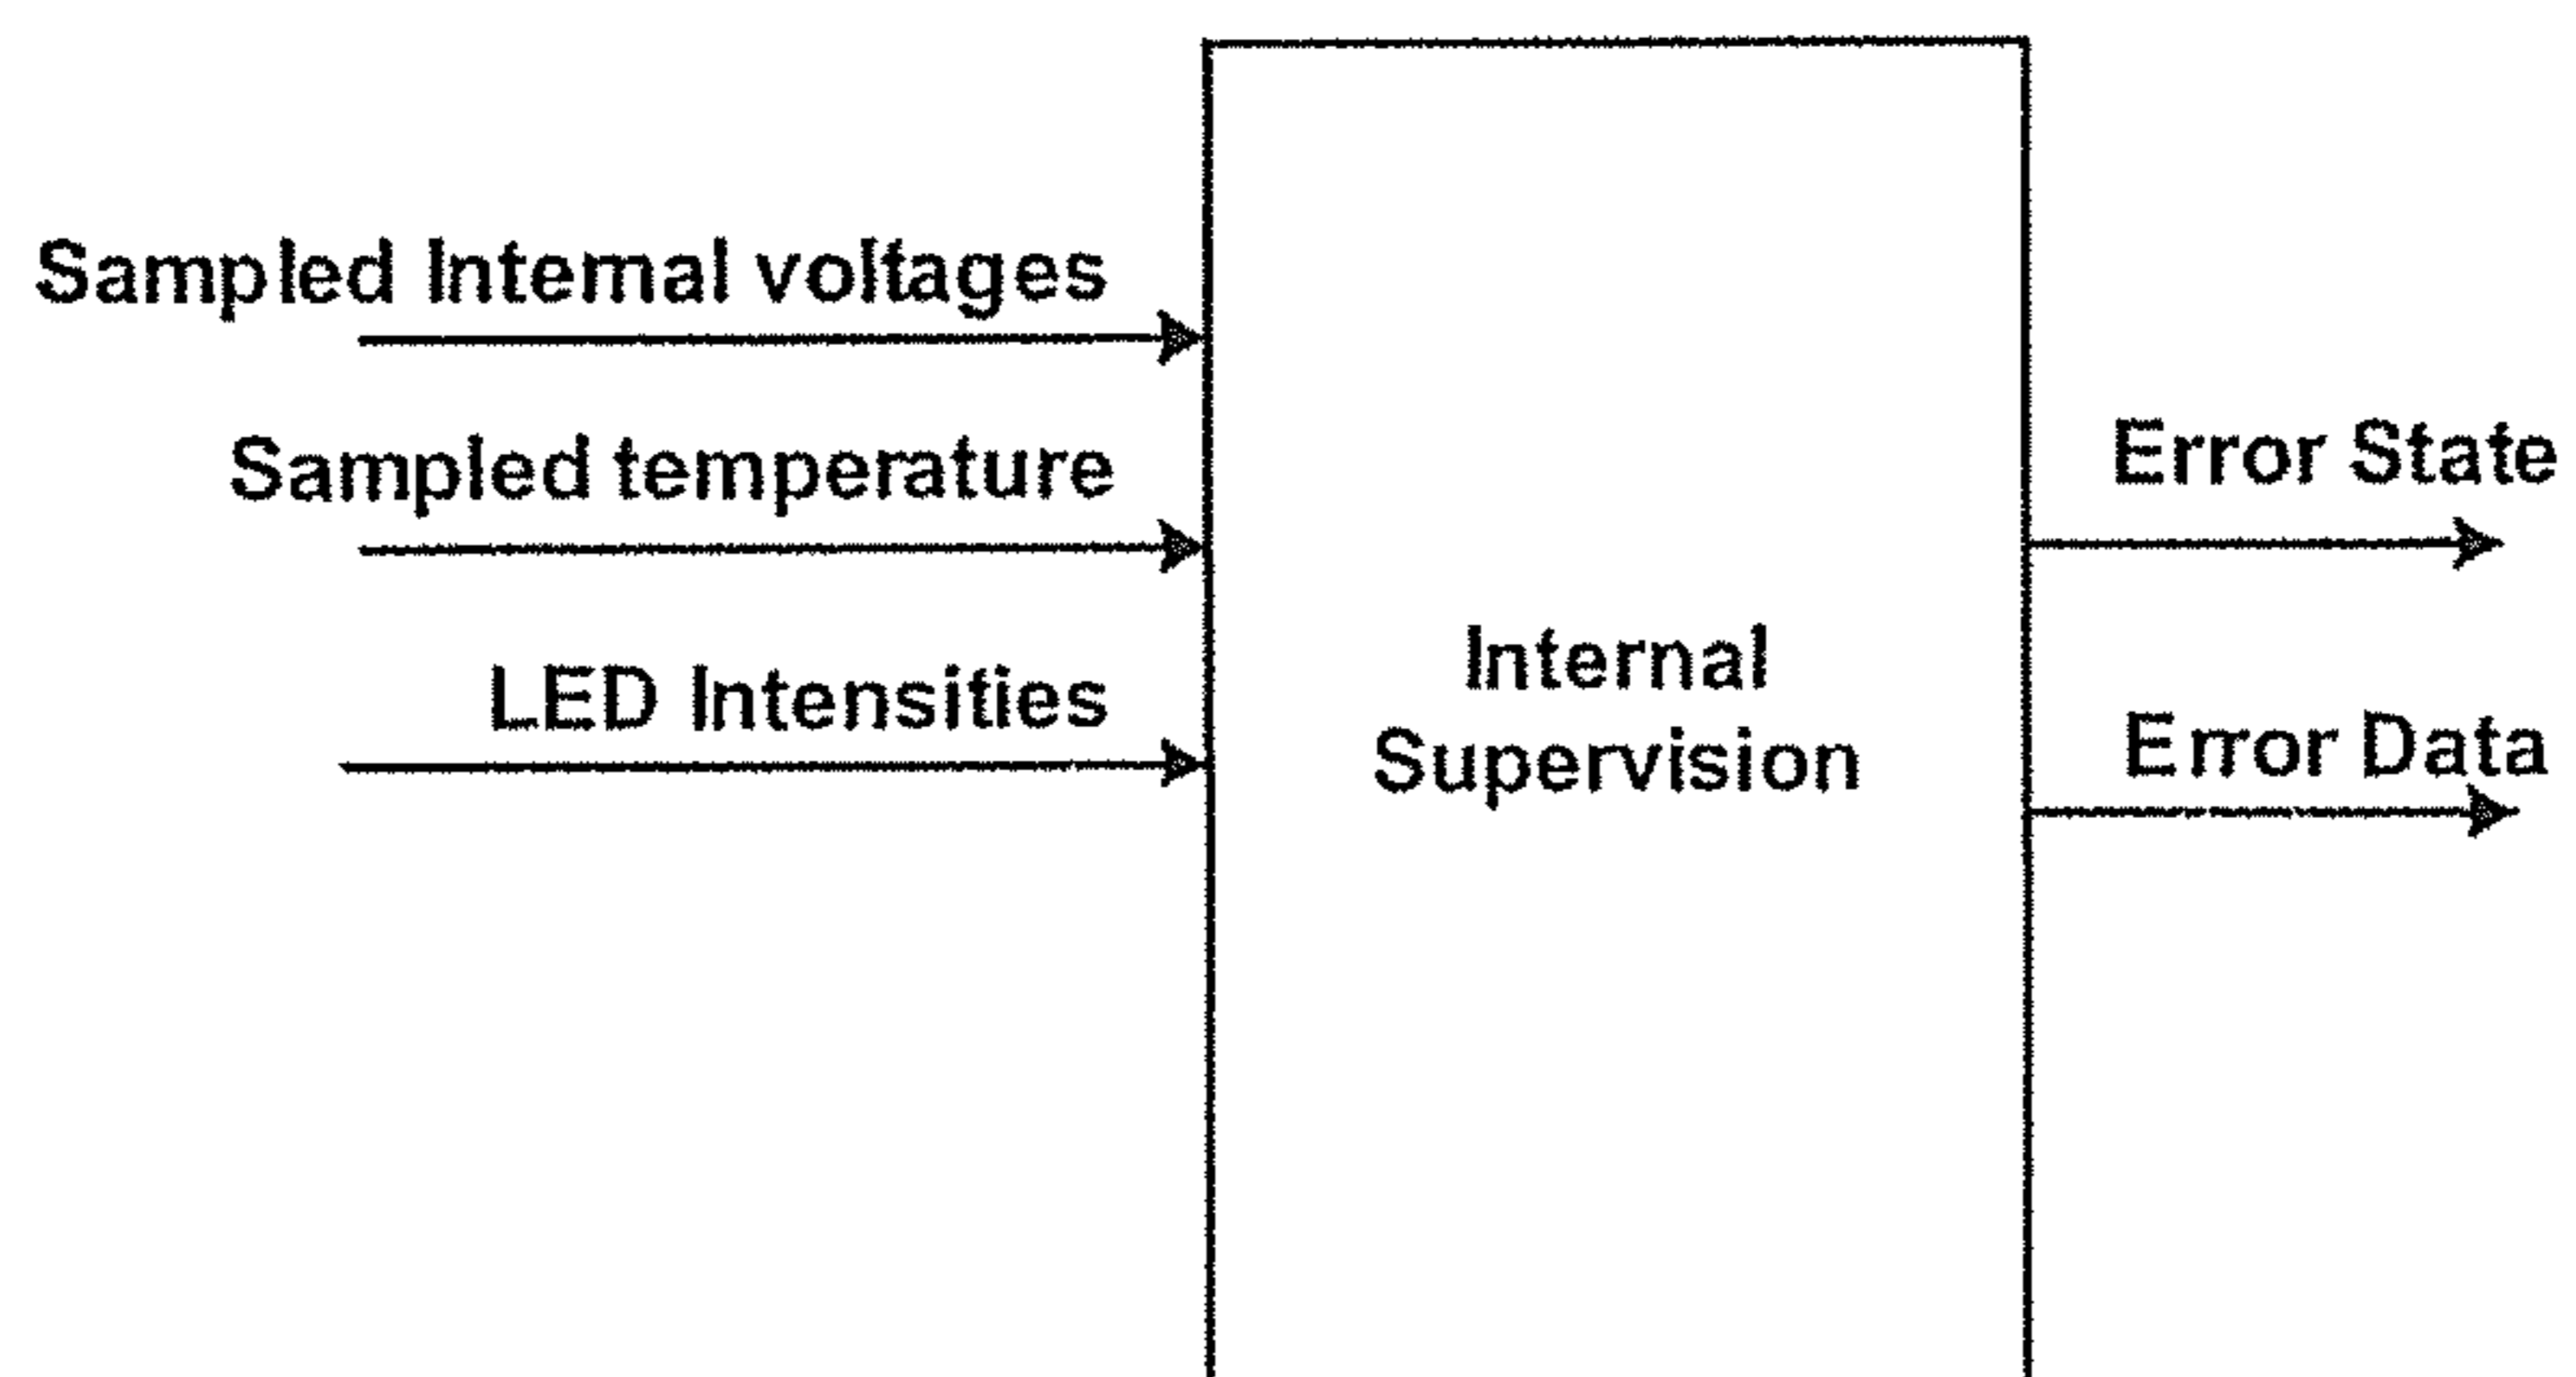 Sampled Internal voltages
Sampled temperature
LED Intensities
Internal
Supervision
Error State
Error Data